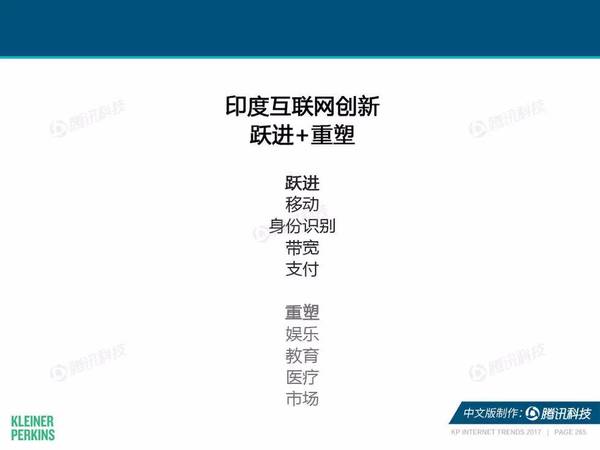 印度互联网创新
跃进+重塑
跃进
移动
身份识别
带宽
支付
重塑
娱乐
教育
医疗
市场
腾讯科技
腾讯科技
腾讯科技
腾讯科技
腾讯科技
KLEINER
PERKINS
中文版制作：腾讯科技
KP INTERNET TRENDS 2017 | PAGE 265